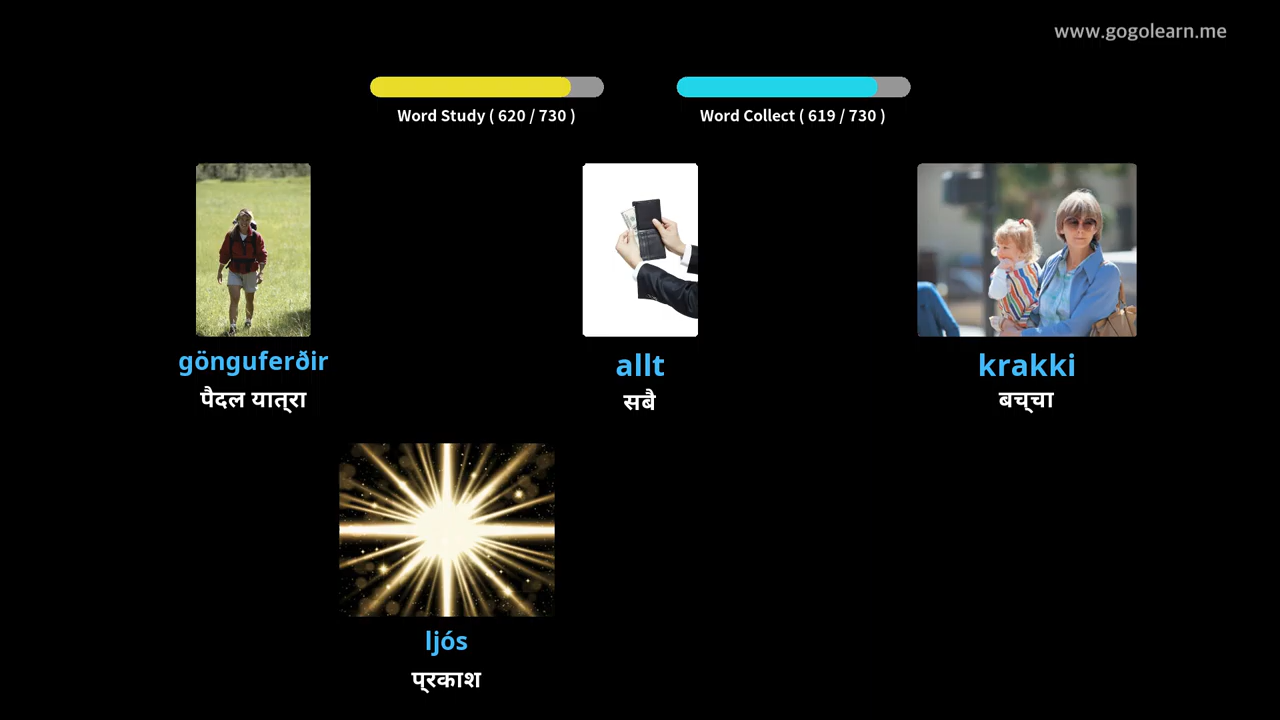 www.gogolearn.me
Word Study ( 620 / 730 )
Word Collect ( 619 / 730 )
gönguferðir
पैदल यात्रा
allt
सबै
krakki
बच्चा
ljós
प्रकाश